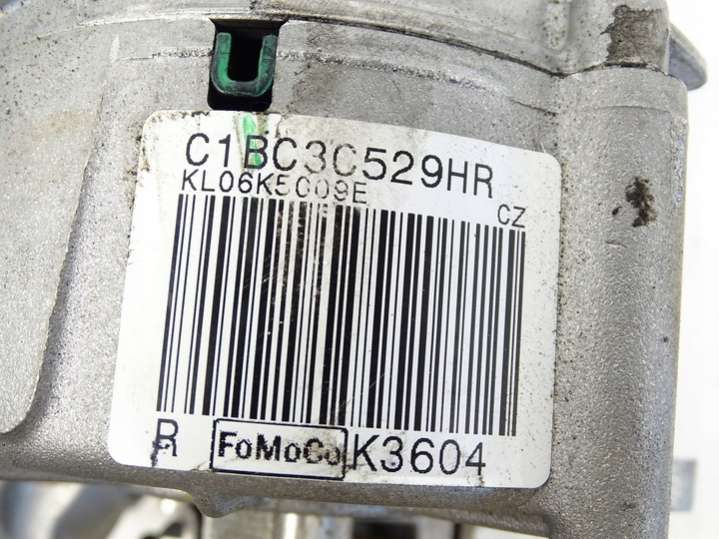 C1BC3C529HR
KL06K5009E
CZ
R FoMoCo K3604